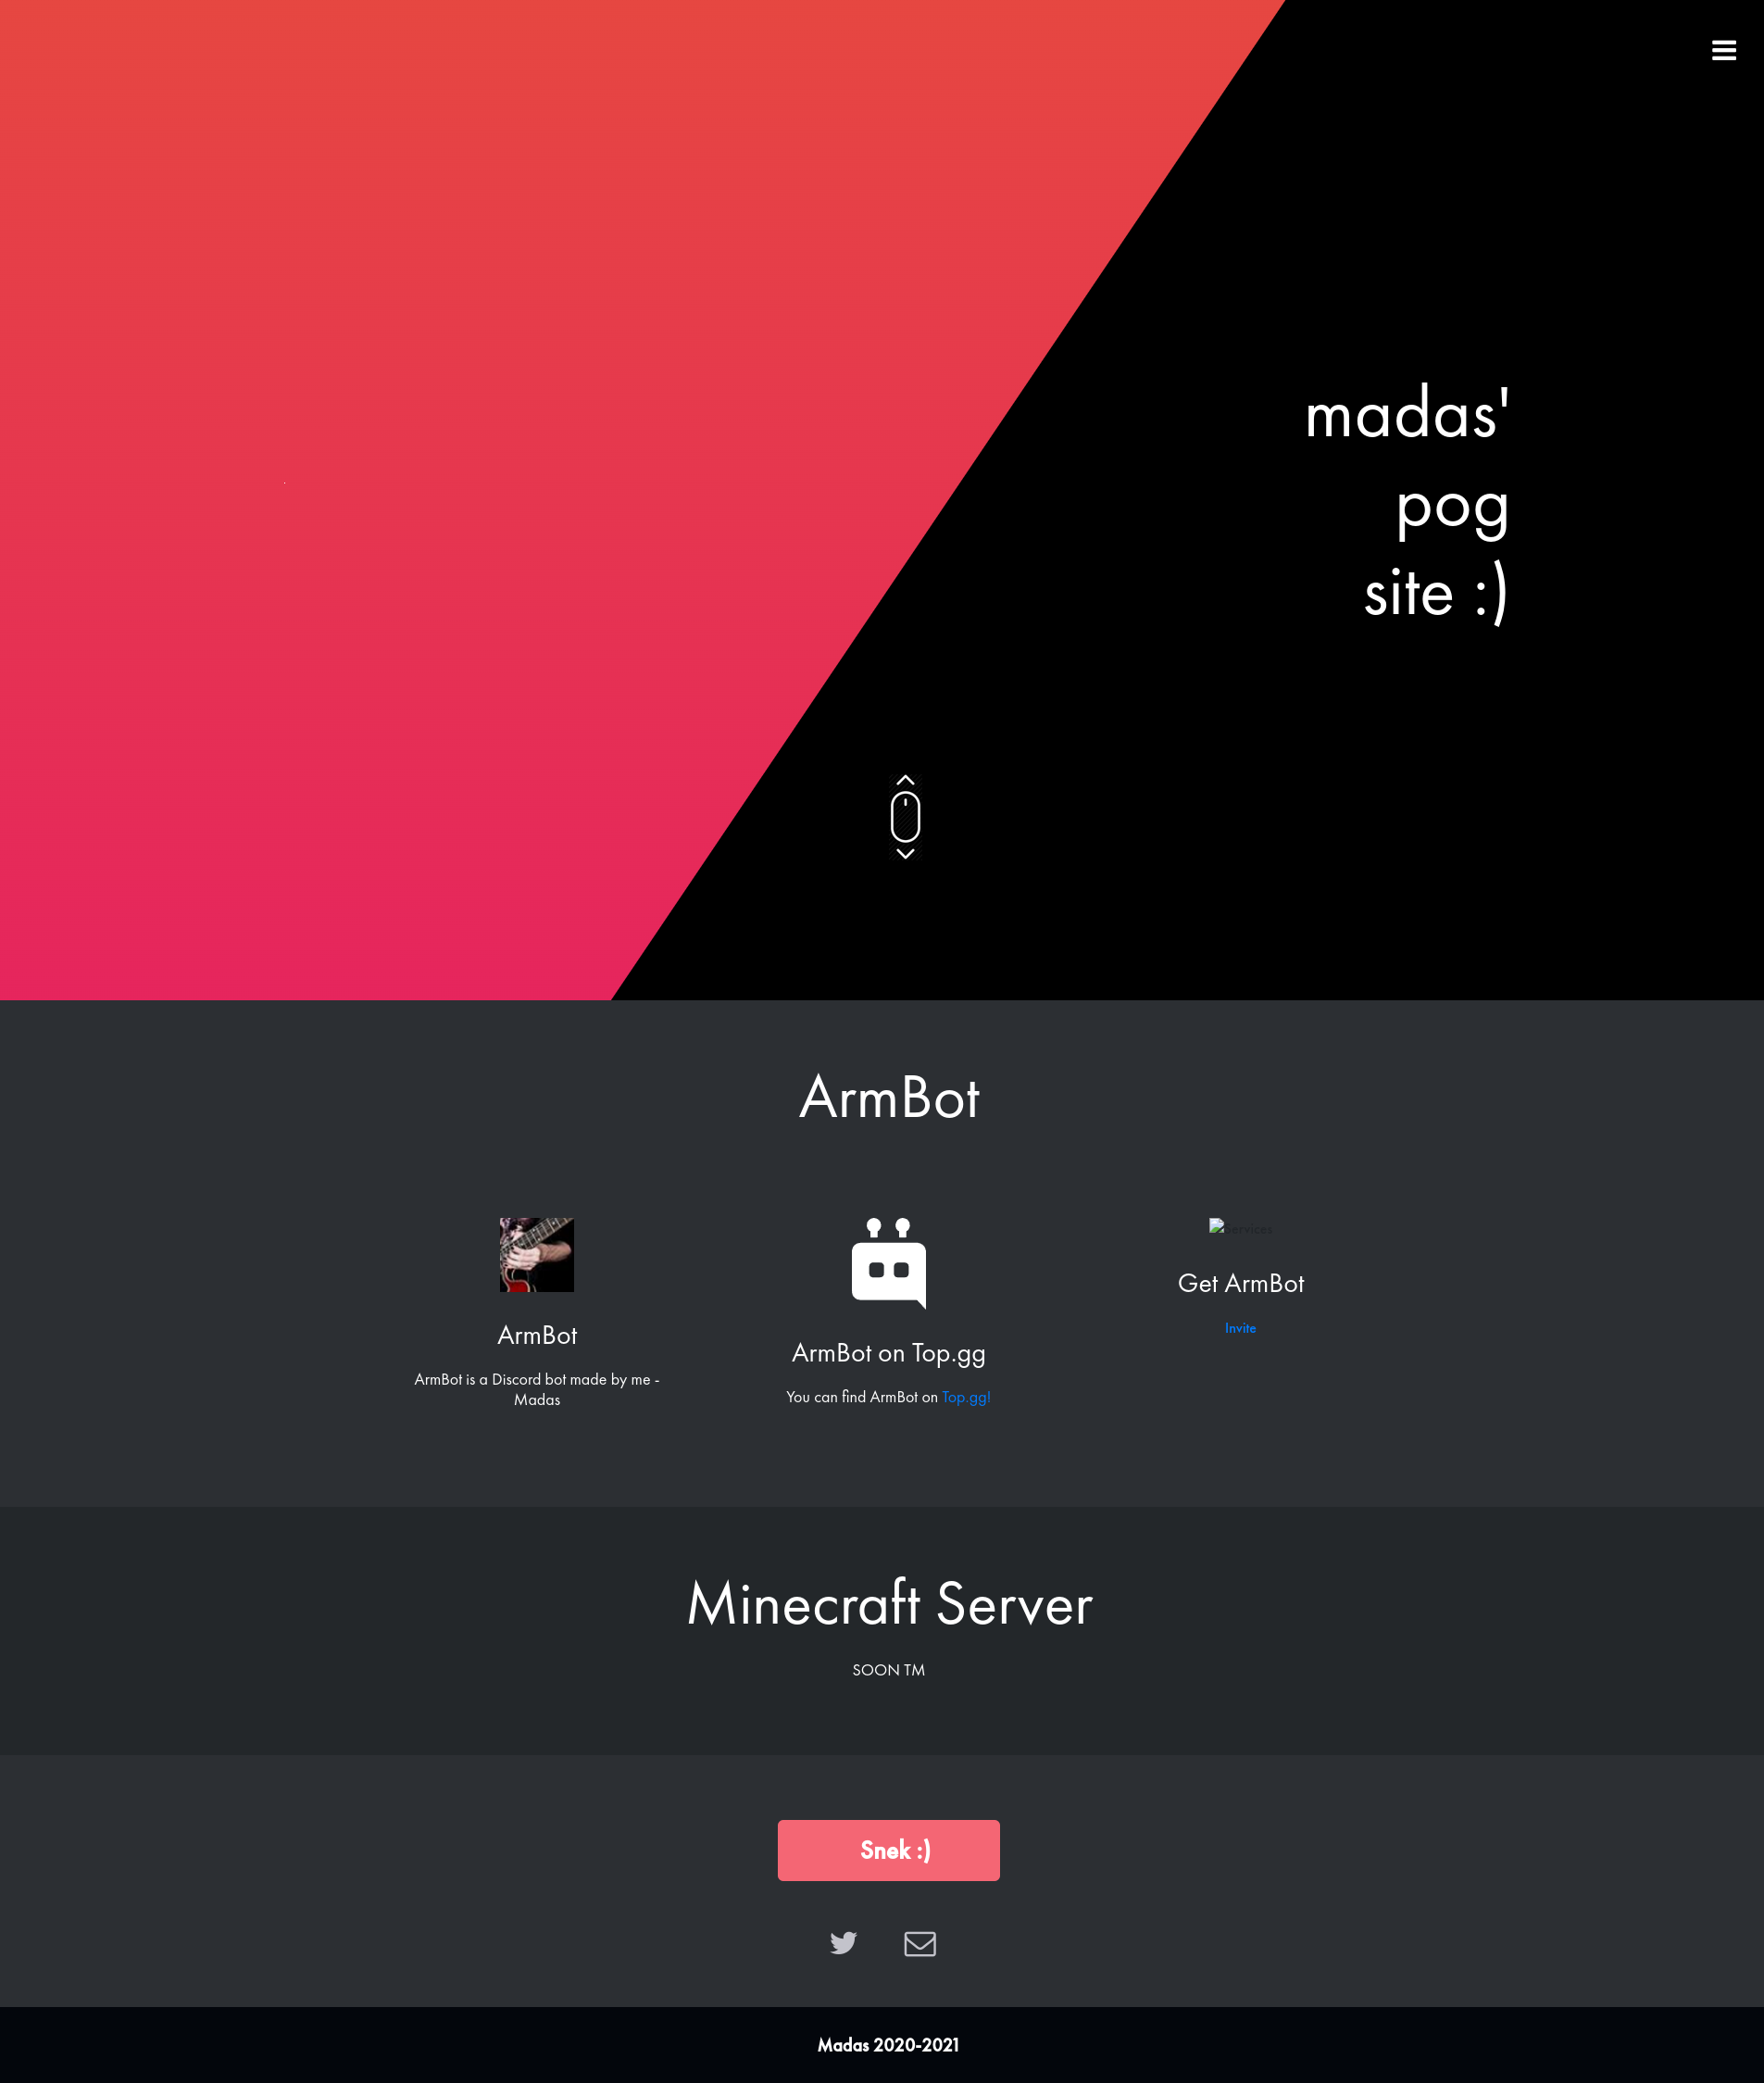 madas'
pog
site :)
ArmBot
Services
ArmBot
ArmBot is a Discord bot made by me -
Madas
ArmBot on Top.gg
You can find ArmBot on Top.gg!
Get ArmBot
Invite
Minecraft Server
SOON TM
Snek :)
Madas 2020-2021